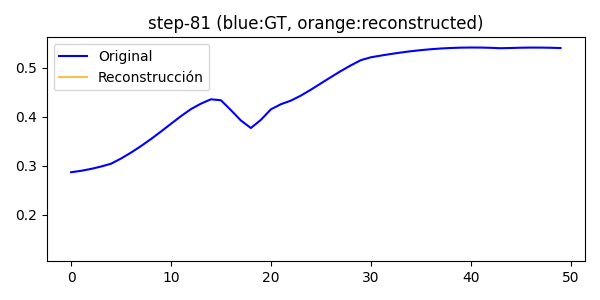 step-81 (blue:GT, orange:reconstructed)
Original
Reconstrucción
0.5
0.4
0.3
0.2
0 10 20 30 40 50